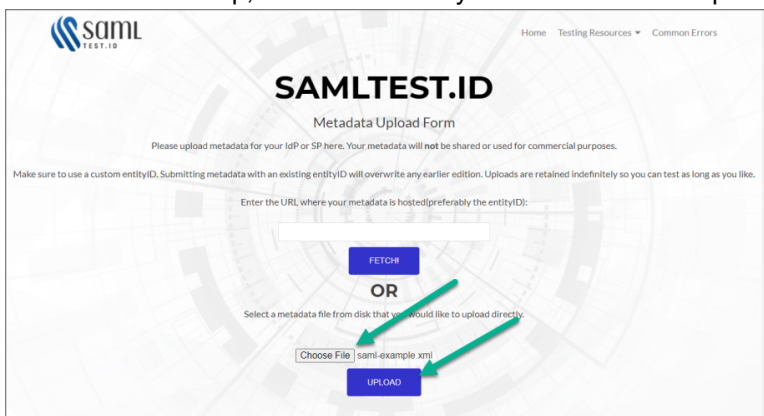 SAML
TEST.ID
Home Testing Resources Common Errors
SAMLTEST.ID
Metadata Upload Form
Please upload metadata for your IdP or SP here. Your metadata will not be shared or used for commercial purposes.
Make sure to use a custom entityID. Submitting metadata with an existing entityID will overwrite any earlier edition. Uploads are retained indefinitely so you can test as long as you like.
Enter the URL where your metadata is hosted(preferably the entityID):
FETCH!
OR
Select a metadata file from disk that you would like to upload directly.
Choose File saml-example.xml
UPLOAD